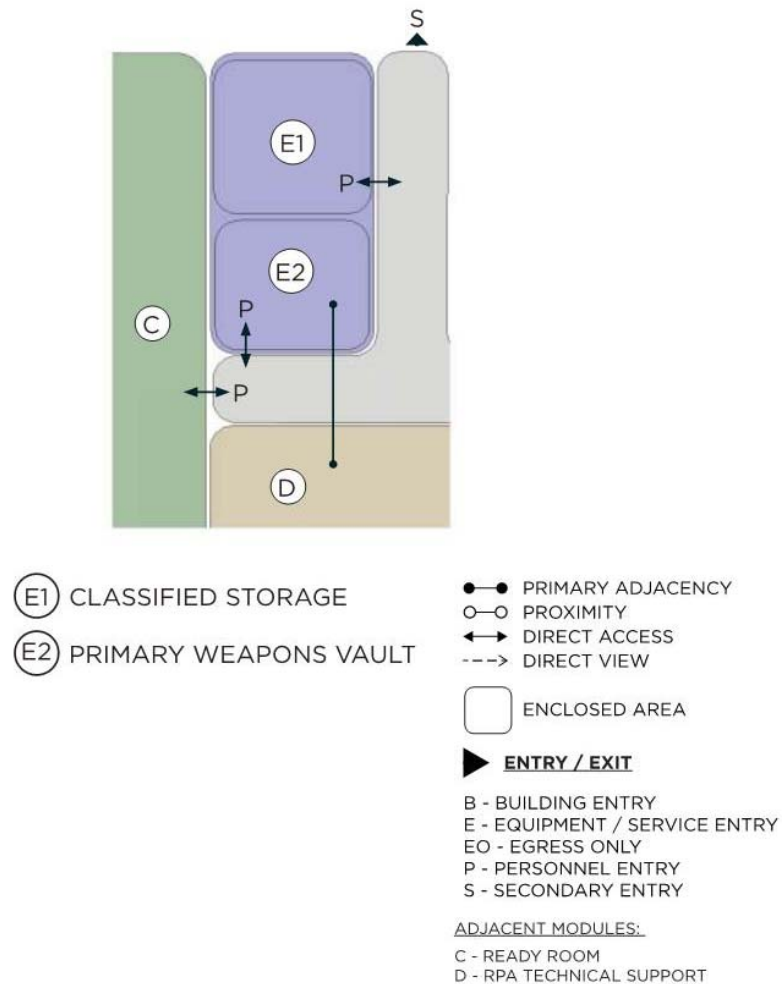 S
E1
P
E2
P
C
P
D
E1 CLASSIFIED STORAGE
E2 PRIMARY WEAPONS VAULT
PRIMARY ADJACENCY
PROXIMITY
DIRECT ACCESS
DIRECT VIEW
ENCLOSED AREA
ENTRY / EXIT
B - BUILDING ENTRY
E - EQUIPMENT / SERVICE ENTRY
EO - EGRESS ONLY
P - PERSONNEL ENTRY
S - SECONDARY ENTRY
ADJACENT MODULES:
C - READY ROOM
D - RPA TECHNICAL SUPPORT